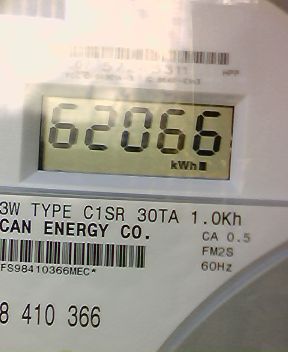 62066
kWh
3W TYPE C1SR 30TA 1.0Kh
CAN ENERGY CO.
CA 0.5
FM2S
60Hz
FS98410366MEC*
8 410 366